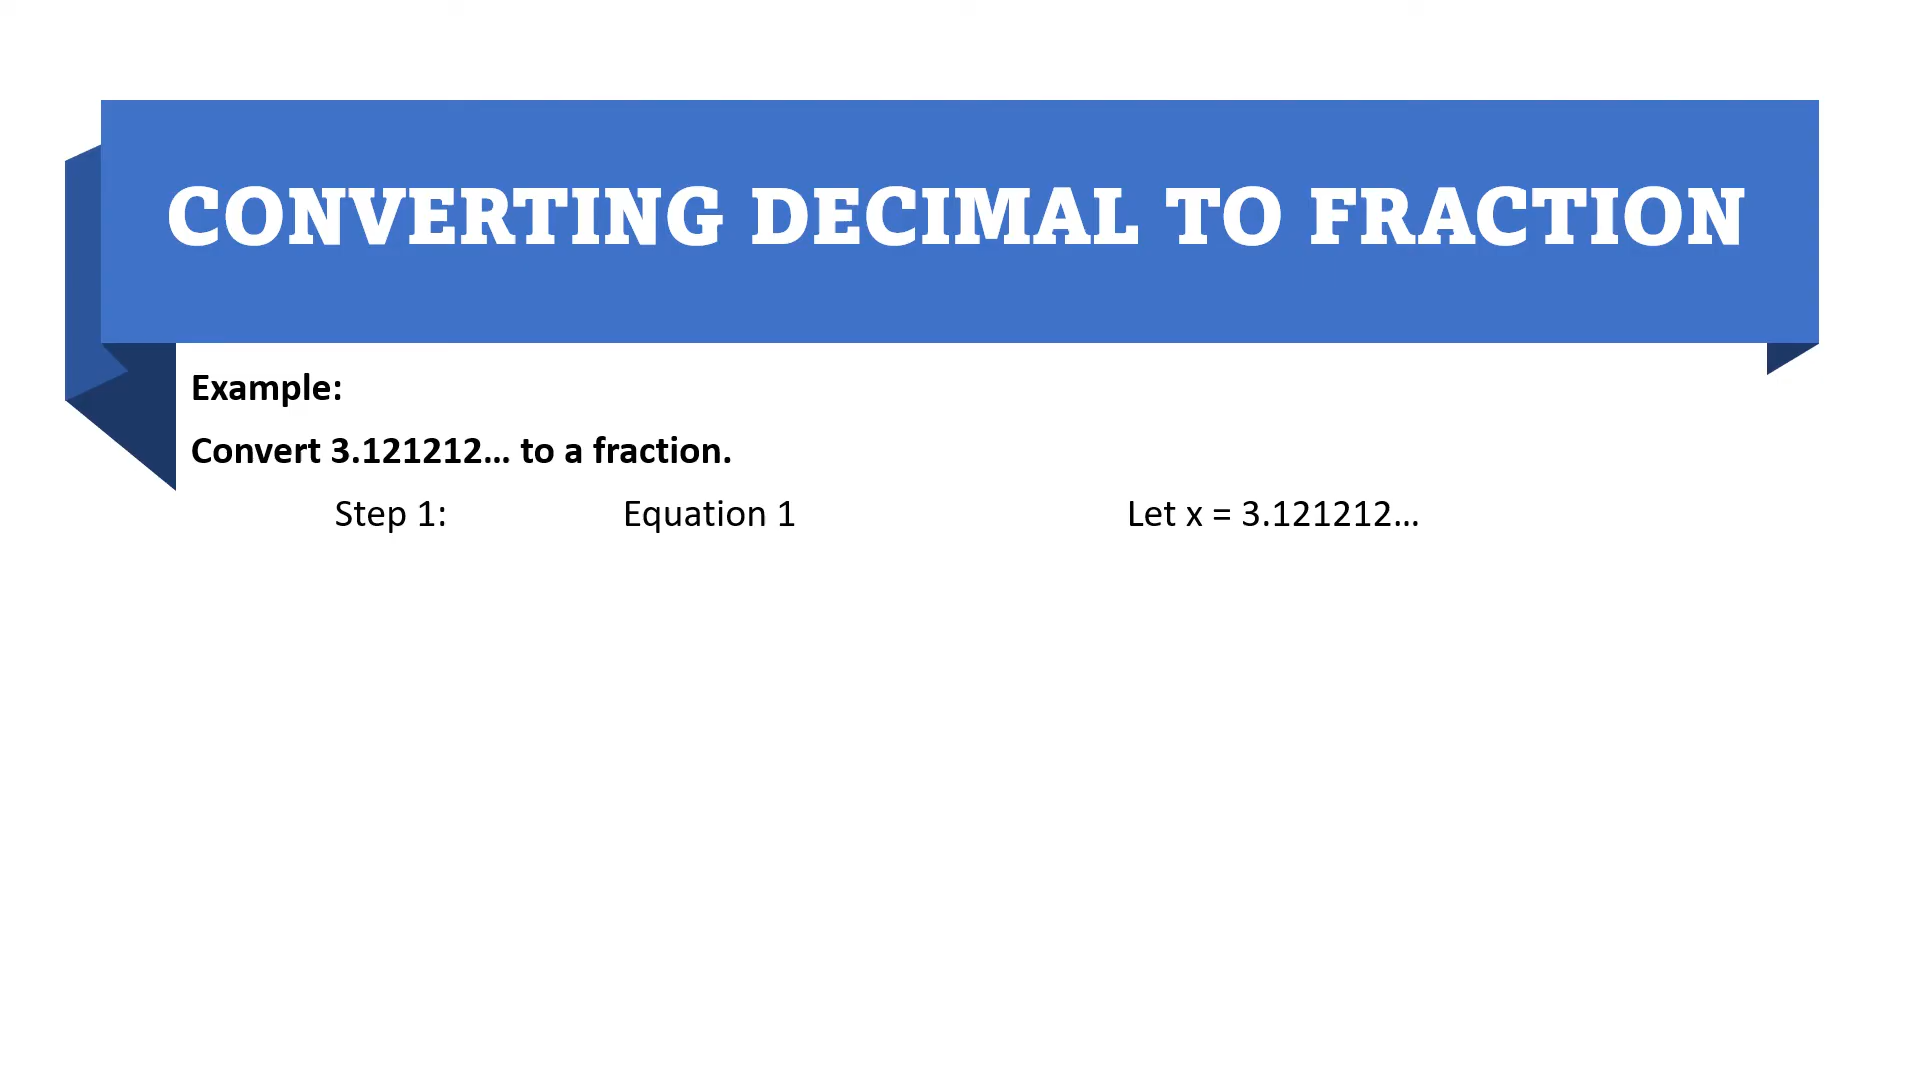 CONVERTING DECIMAL TO FRACTION
Example:
Convert 3.121212... to a fraction.
Step 1: Equation 1 Let x = 3.121212...